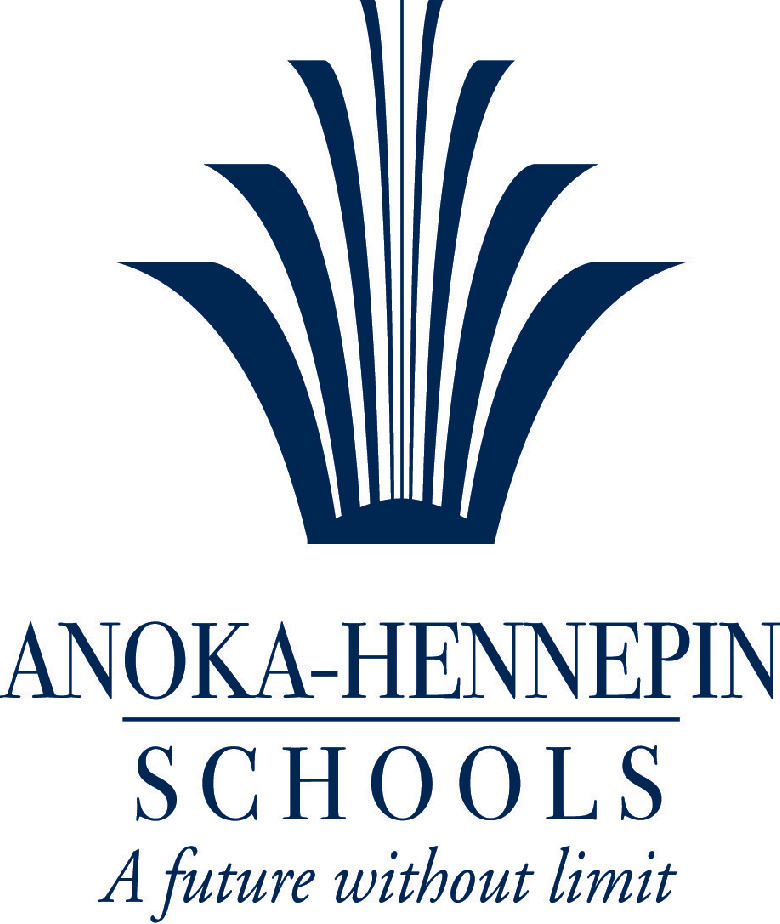 ANOKA-HENNEPIN
SCHOOLS
A future without limit